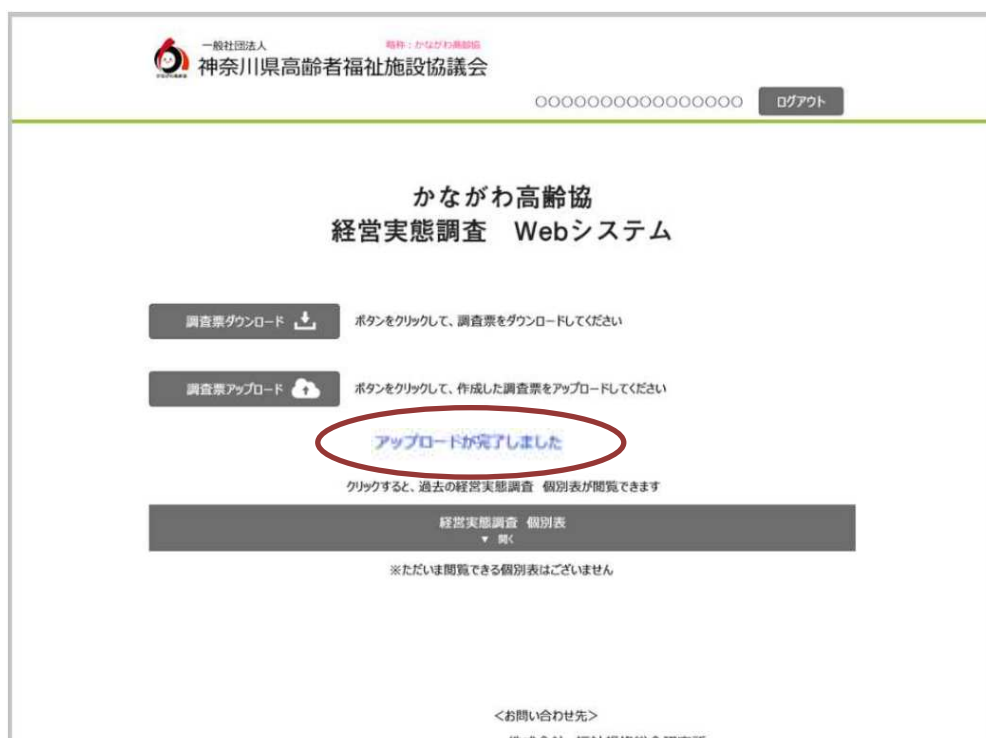 一般社団法人
略称：かながわ高齢協
神奈川県高齢者福祉施設協議会
○○○○○○○○○○○○○○○○
ログアウト
かながわ高齢協
経営実態調査　Webシステム
調査票ダウンロード
ボタンをクリックして、調査票をダウンロードしてください
調査票アップロード
ボタンをクリックして、作成した調査票をアップロードしてください
アップロードが完了しました
クリックすると、過去の経営実態調査 個別表が閲覧できます
経営実態調査 個別表
▼ 開く
※ただいま閲覧できる個別表はございません
＜お問い合わせ先＞